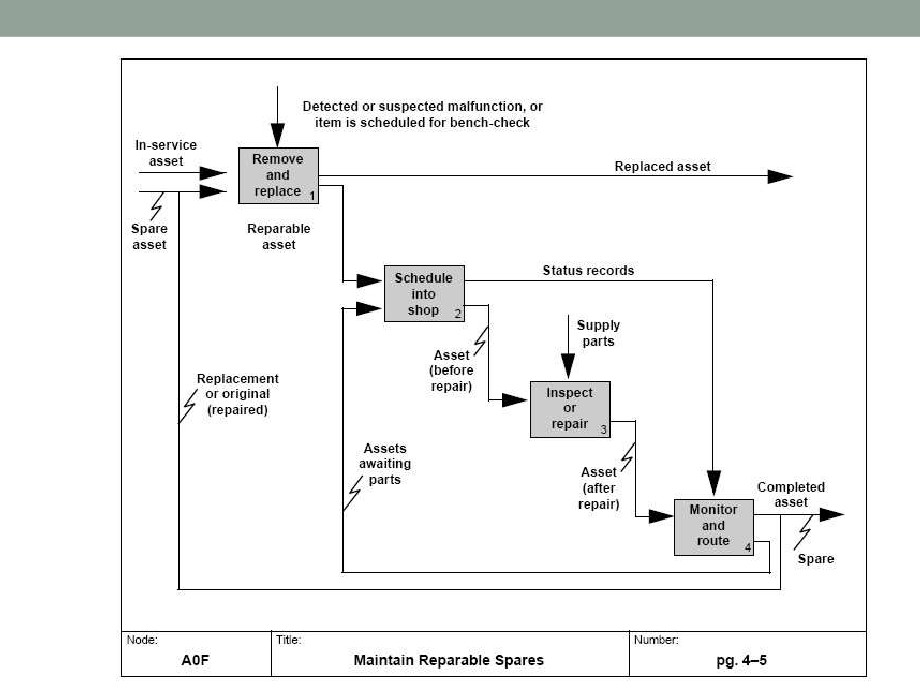 Detected or suspected malfunction, or
item is scheduled for bench-check
In-service
asset
Remove
and
replace
1
Replaced asset
Spare
asset
Reparable
asset
Schedule
into
shop
2
Status records
Supply
parts
Asset
(before
repair)
Replacement
or original
(repaired)
Inspect
or
repair
3
Assets
awaiting
parts
Asset
(after
repair)
Completed
asset
Monitor
and
route
4
Spare
Node:
A0F
Title:
Maintain Reparable Spares
Number:
pg. 4–5